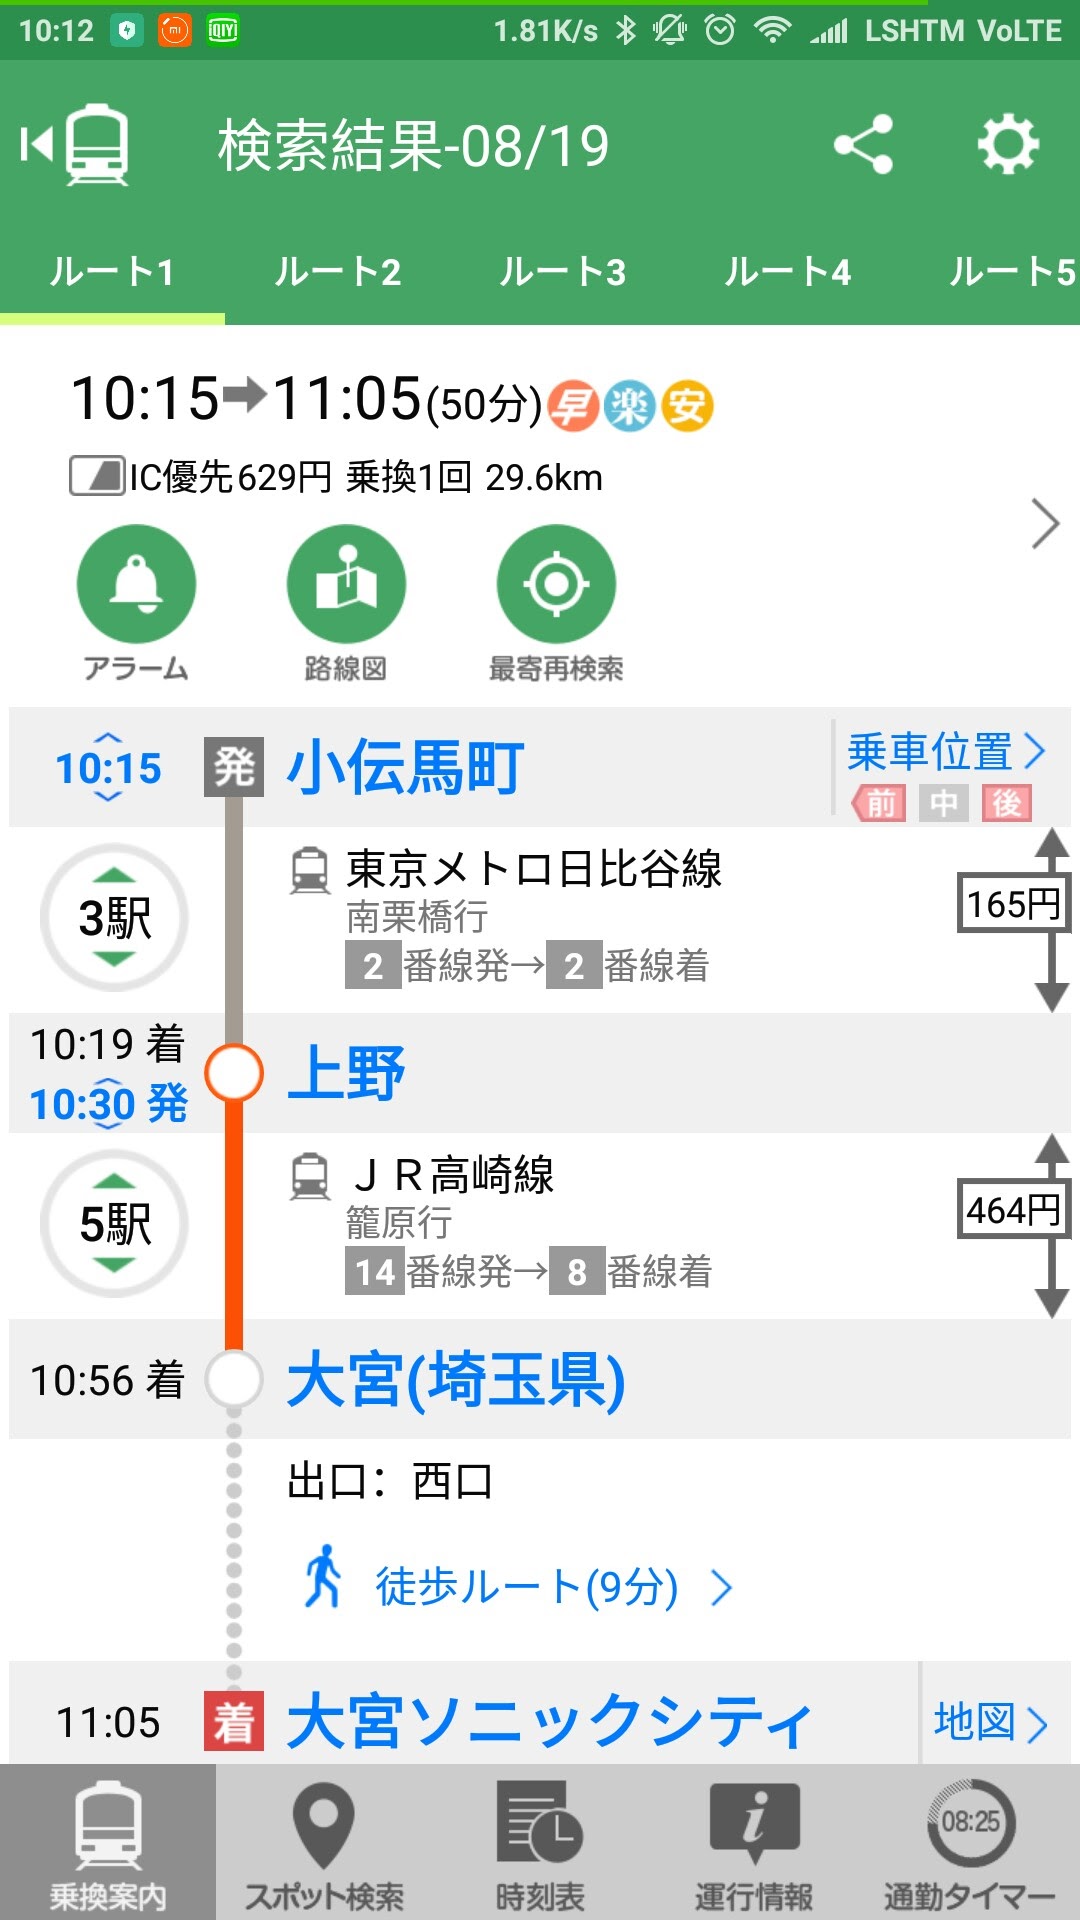 10:12 iQIYI 1.81K/s LSHTM VoLTE
検索結果-08/19
ルート1 ルート2 ルート3 ルート4 ルート5
10:15➡11:05(50分) 早 楽 安
IC優先629円 乗換1回 29.6km
アラーム 路線図 最寄再検索
10:15 発 小伝馬町 乗車位置
前 中 後
3駅 東京メトロ日比谷線
南栗橋行 165円
2 番線発→ 2 番線着
10:19 着 上野
10:30 発
5駅 ＪＲ高崎線
籠原行 464円
14 番線発→ 8 番線着
10:56 着 大宮(埼玉県)
出口：西口
徒歩ルート(9分)
11:05 着 大宮ソニックシティ 地図
08:25
乗換案内 スポット検索 時刻表 運行情報 通勤タイマー